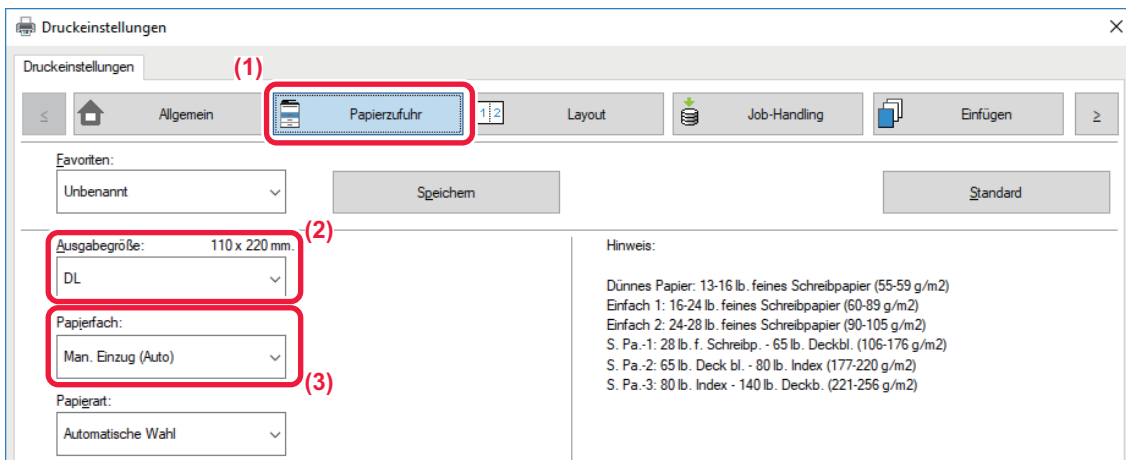 Druckeinstellungen
Druckeinstellungen
(1)
<
Allgemein
Papierzufuhr
1 2
Layout
Job-Handling
Einfügen
>
Favoriten:
Unbenannt
Speichern
Standard
Ausgabegröße: 110 x 220 mm.
(2)
DL
Papierfach:
Man. Einzug (Auto)
(3)
Papierart:
Automatische Wahl
Hinweis:
Dünnes Papier: 13-16 lb. feines Schreibpapier (55-59 g/m2)
Einfach 1: 16-24 lb. feines Schreibpapier (60-89 g/m2)
Einfach 2: 24-28 lb. feines Schreibpapier (90-105 g/m2)
S. Pa.-1: 28 lb. f. Schreibp. - 65 lb. Deckbl. (106-176 g/m2)
S. Pa.-2: 65 lb. Deck bl. - 80 lb. Index (177-220 g/m2)
S. Pa.-3: 80 lb. Index - 140 lb. Deckb. (221-256 g/m2)